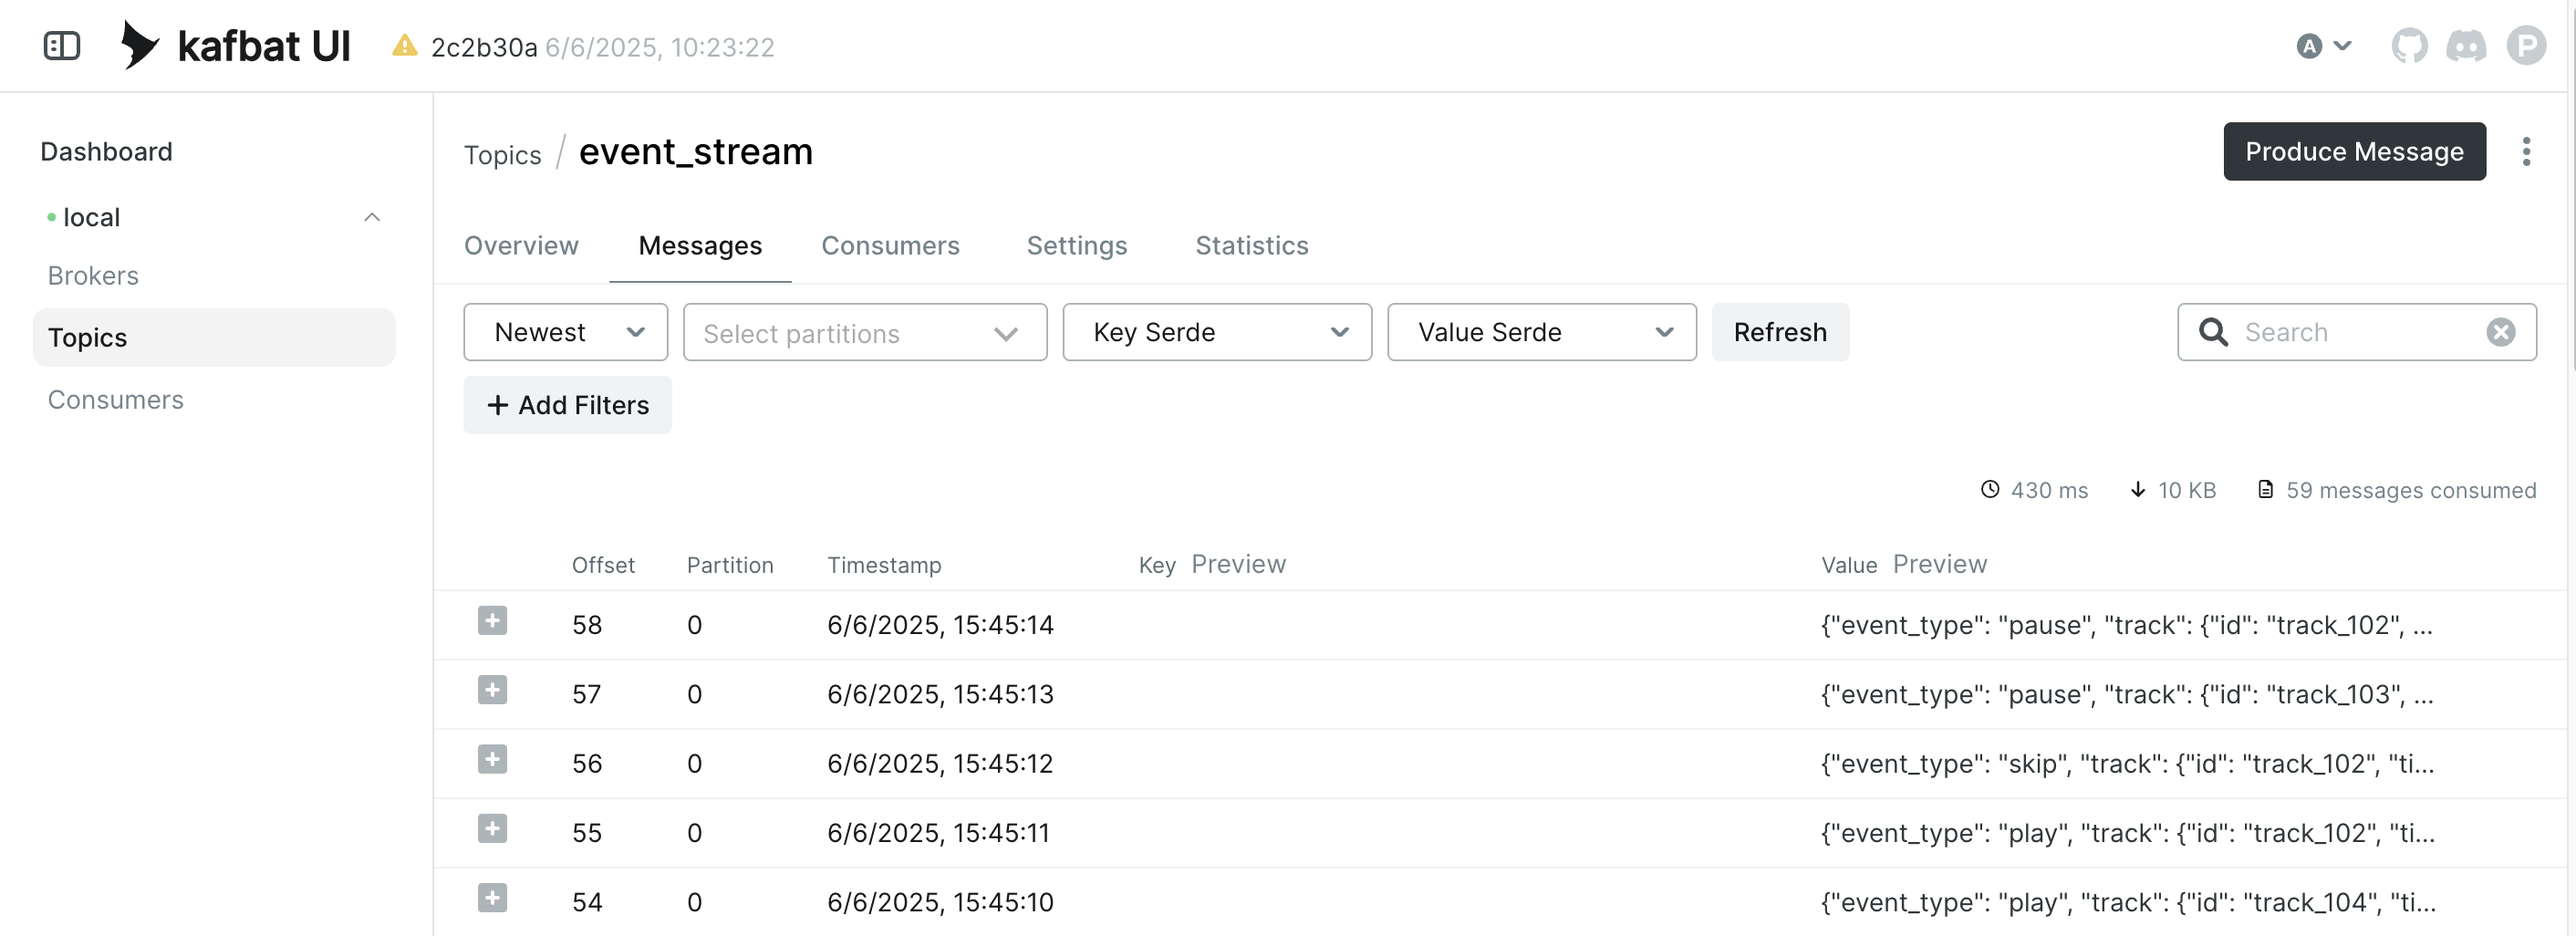 kafbat UI 2c2b30a 6/6/2025, 10:23:22 A P
Dashboard
local
Brokers
Topics
Consumers
Topics / event_stream
Produce Message
Overview Messages Consumers Settings Statistics
Newest Select partitions Key Serde Value Serde Refresh Search
+ Add Filters
430 ms 10 KB 59 messages consumed
Offset Partition Timestamp Key Preview Value Preview
58 0 6/6/2025, 15:45:14 {"event_type": "pause", "track": {"id": "track_102", ...
57 0 6/6/2025, 15:45:13 {"event_type": "pause", "track": {"id": "track_103", ...
56 0 6/6/2025, 15:45:12 {"event_type": "skip", "track": {"id": "track_102", "ti...
55 0 6/6/2025, 15:45:11 {"event_type": "play", "track": {"id": "track_102", "ti...
54 0 6/6/2025, 15:45:10 {"event_type": "play", "track": {"id": "track_104", "ti...